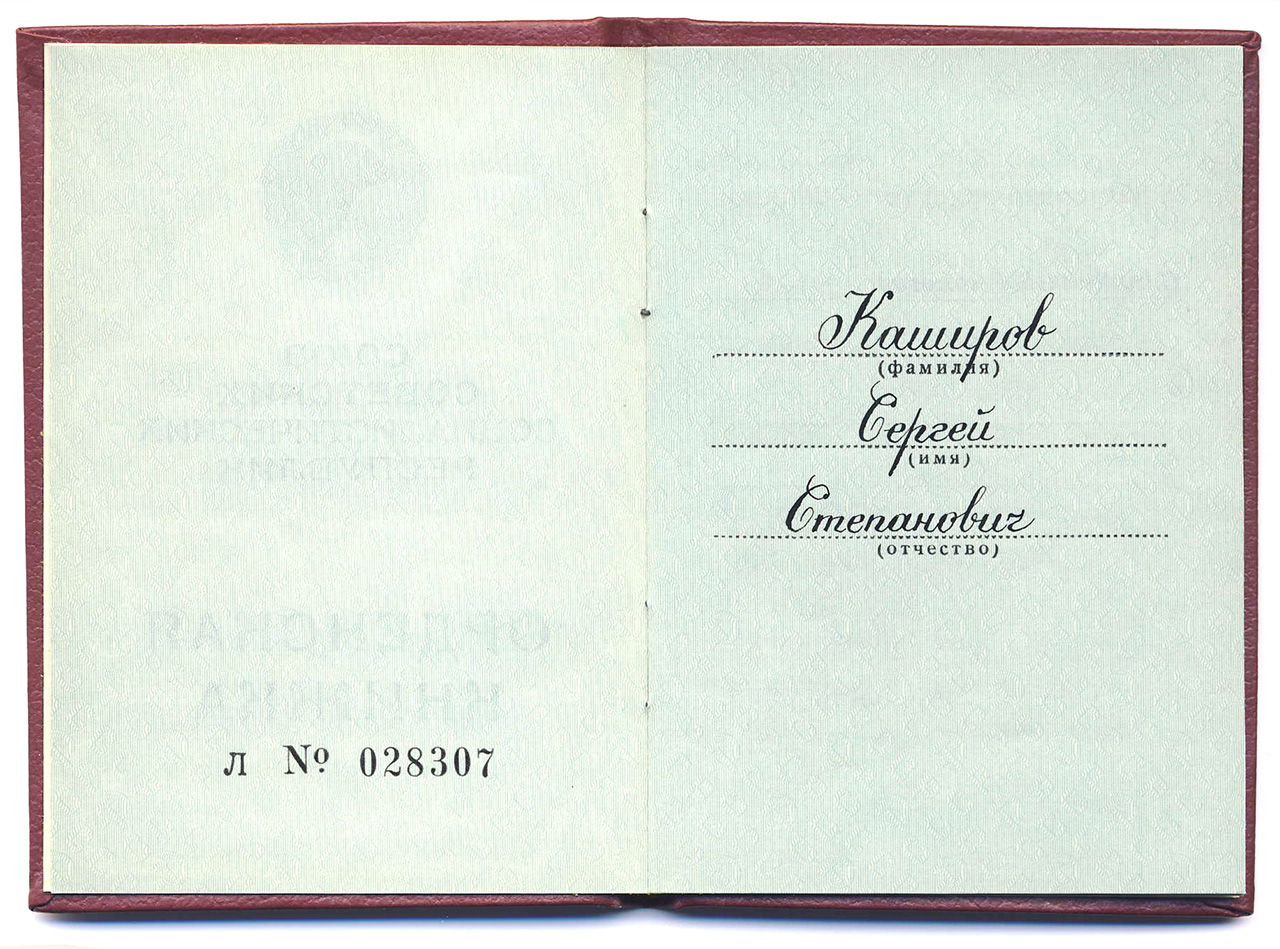 л № 028307
Каширов
(фамилия)
Сергей
(имя)
Степанович
(отчество)